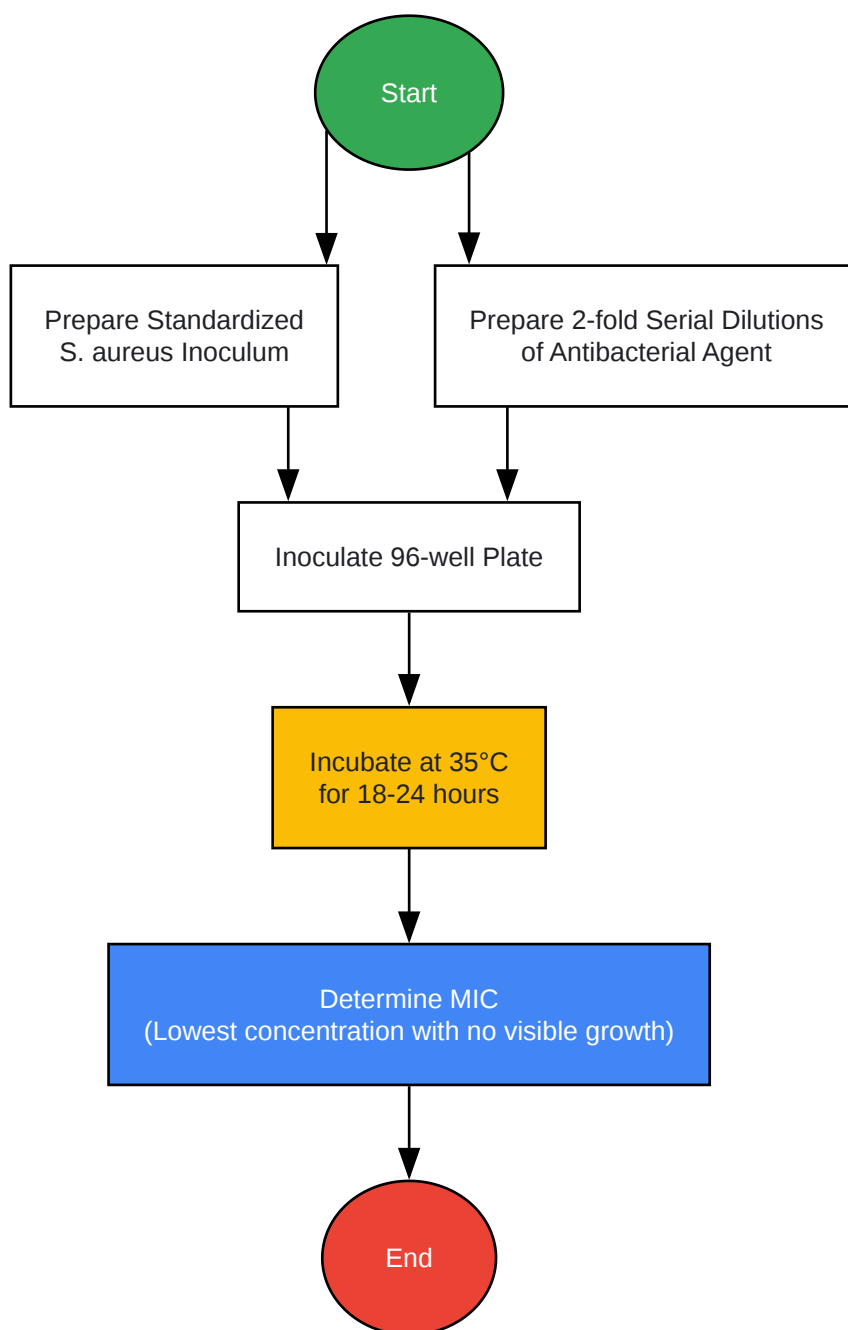 Start
Prepare Standardized
S. aureus Inoculum
Prepare 2-fold Serial Dilutions
of Antibacterial Agent
Inoculate 96-well Plate
Incubate at 35°C
for 18-24 hours
Determine MIC
(Lowest concentration with no visible growth)
End